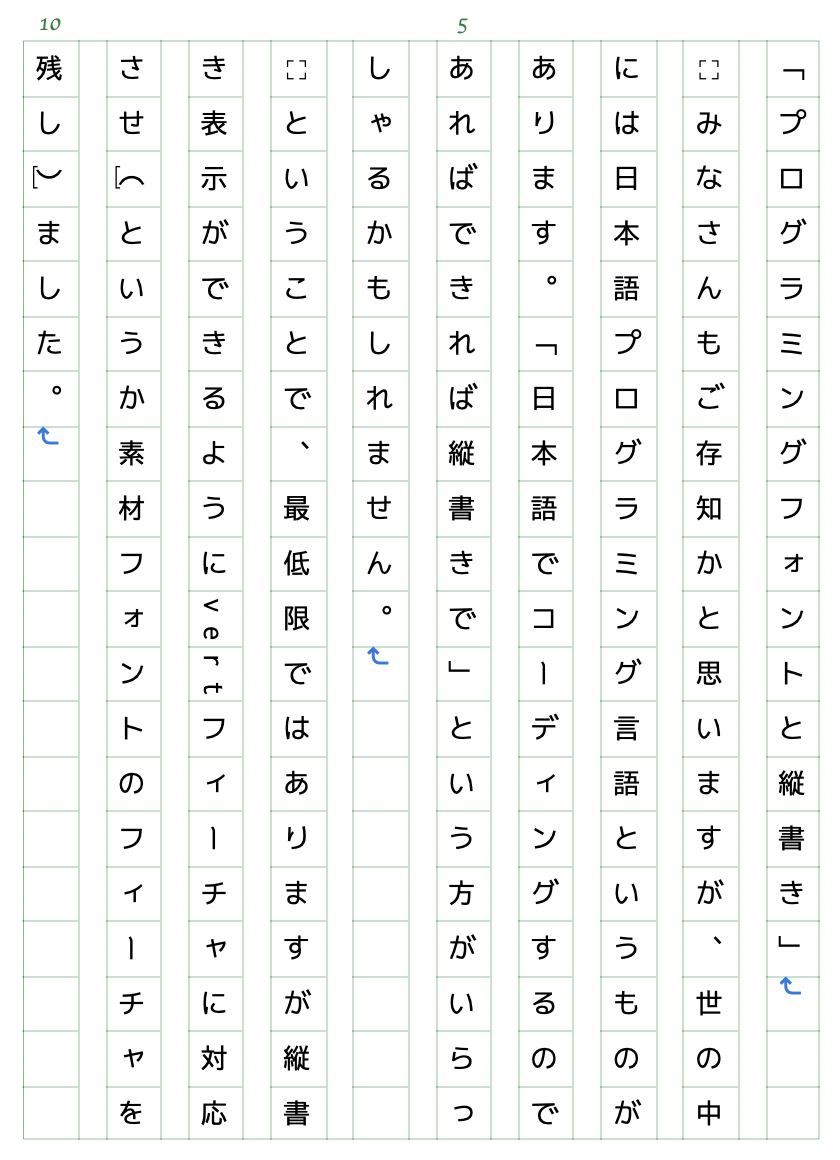 「プログラミングフォントと縦書き」
　みなさんもご存知かと思いますが、世の中
には日本語プログラミング言語というものが
あります。「日本語でコーディングするので
5
あればできれば縦書きで」という方がいらっ
しゃるかもしれません。
　ということで、最低限ではありますが縦書
き表示ができるようにvertフィーチャに対応
させ（というか素材フォントのフィーチャを
10
残し）ました。